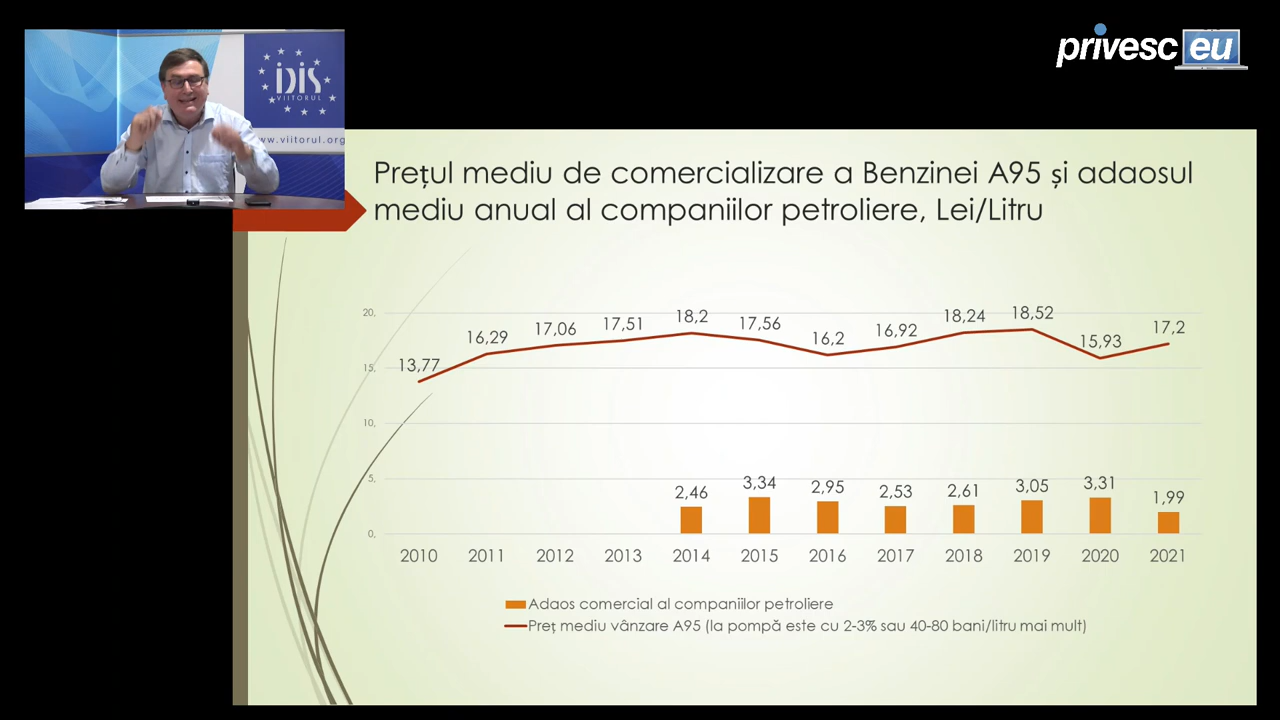 privesc eu
IDIS
VIITORUL
www.viitorul.org
Prețul mediu de comercializare a Benzinei A95 și adaosul
mediu anual al companiilor petroliere, Lei/Litru
20,
15,
10,
5,
0,
13,77 16,29 17,06 17,51 18,2 17,56 16,2 16,92 18,24 18,52 15,93 17,2
2,46 3,34 2,95 2,53 2,61 3,05 3,31 1,99
2010 2011 2012 2013 2014 2015 2016 2017 2018 2019 2020 2021
Adaos comercial al companiilor petroliere
Preț mediu vânzare A95 (la pompă este cu 2-3% sau 40-80 bani/litru mai mult)